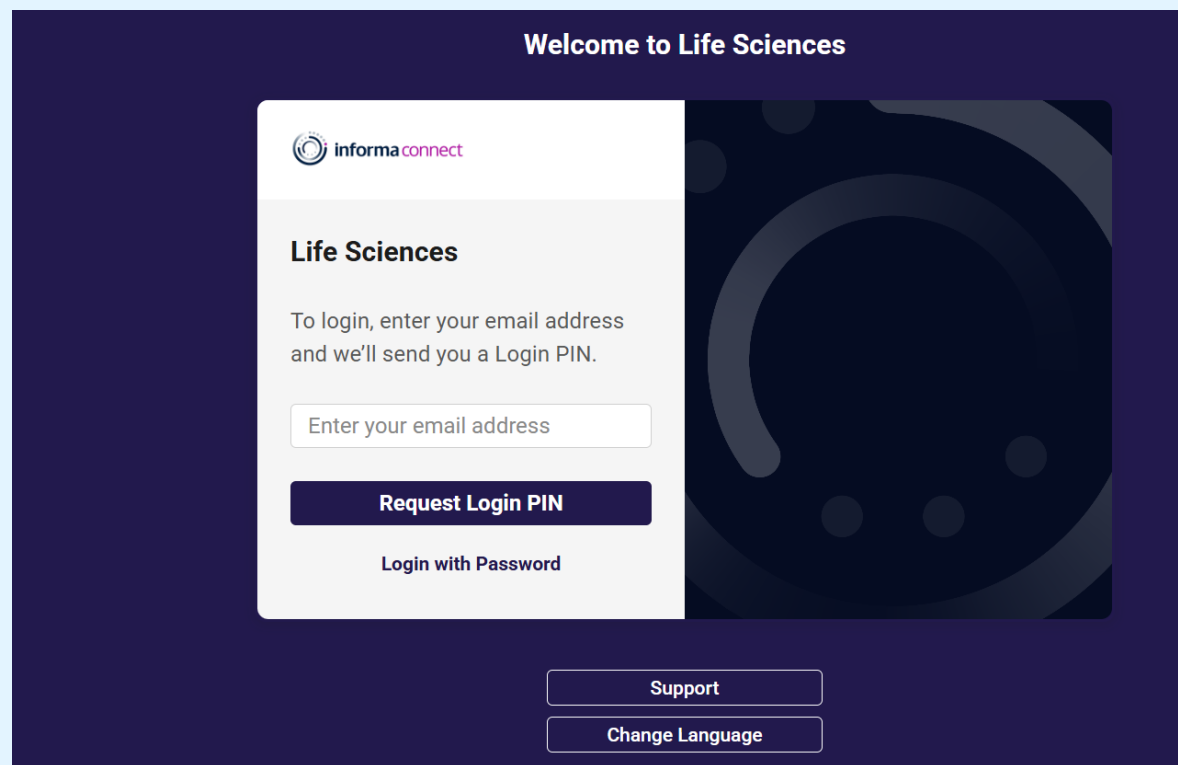 Welcome to Life Sciences
informa connect
Life Sciences
To login, enter your email address
and we’ll send you a Login PIN.
Enter your email address
Request Login PIN
Login with Password
Support
Change Language